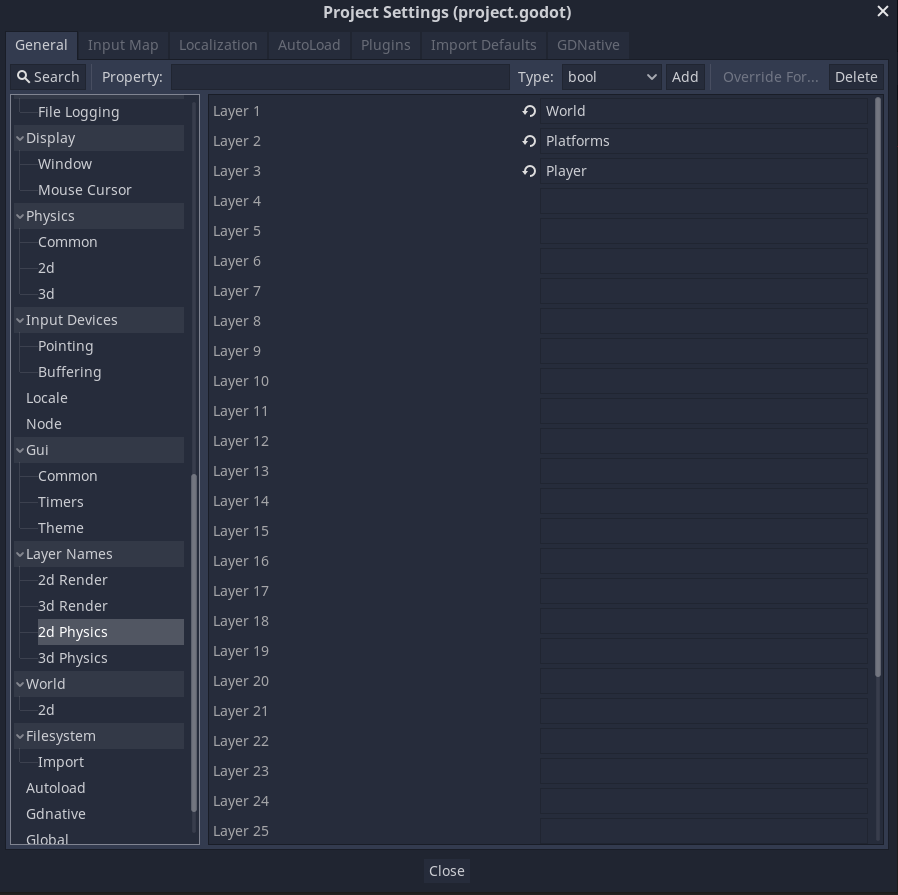 Project Settings (project.godot)
General Input Map Localization AutoLoad Plugins Import Defaults GDNative
Search Property: Type: bool Add Override For... Delete
File Logging
Display
Window
Mouse Cursor
Physics
Common
2d
3d
Input Devices
Pointing
Buffering
Locale
Node
Gui
Common
Timers
Theme
Layer Names
2d Render
3d Render
2d Physics
3d Physics
World
2d
Filesystem
Import
Autoload
Gdnative
Global
Layer 1 World
Layer 2 Platforms
Layer 3 Player
Layer 4
Layer 5
Layer 6
Layer 7
Layer 8
Layer 9
Layer 10
Layer 11
Layer 12
Layer 13
Layer 14
Layer 15
Layer 16
Layer 17
Layer 18
Layer 19
Layer 20
Layer 21
Layer 22
Layer 23
Layer 24
Layer 25
Close